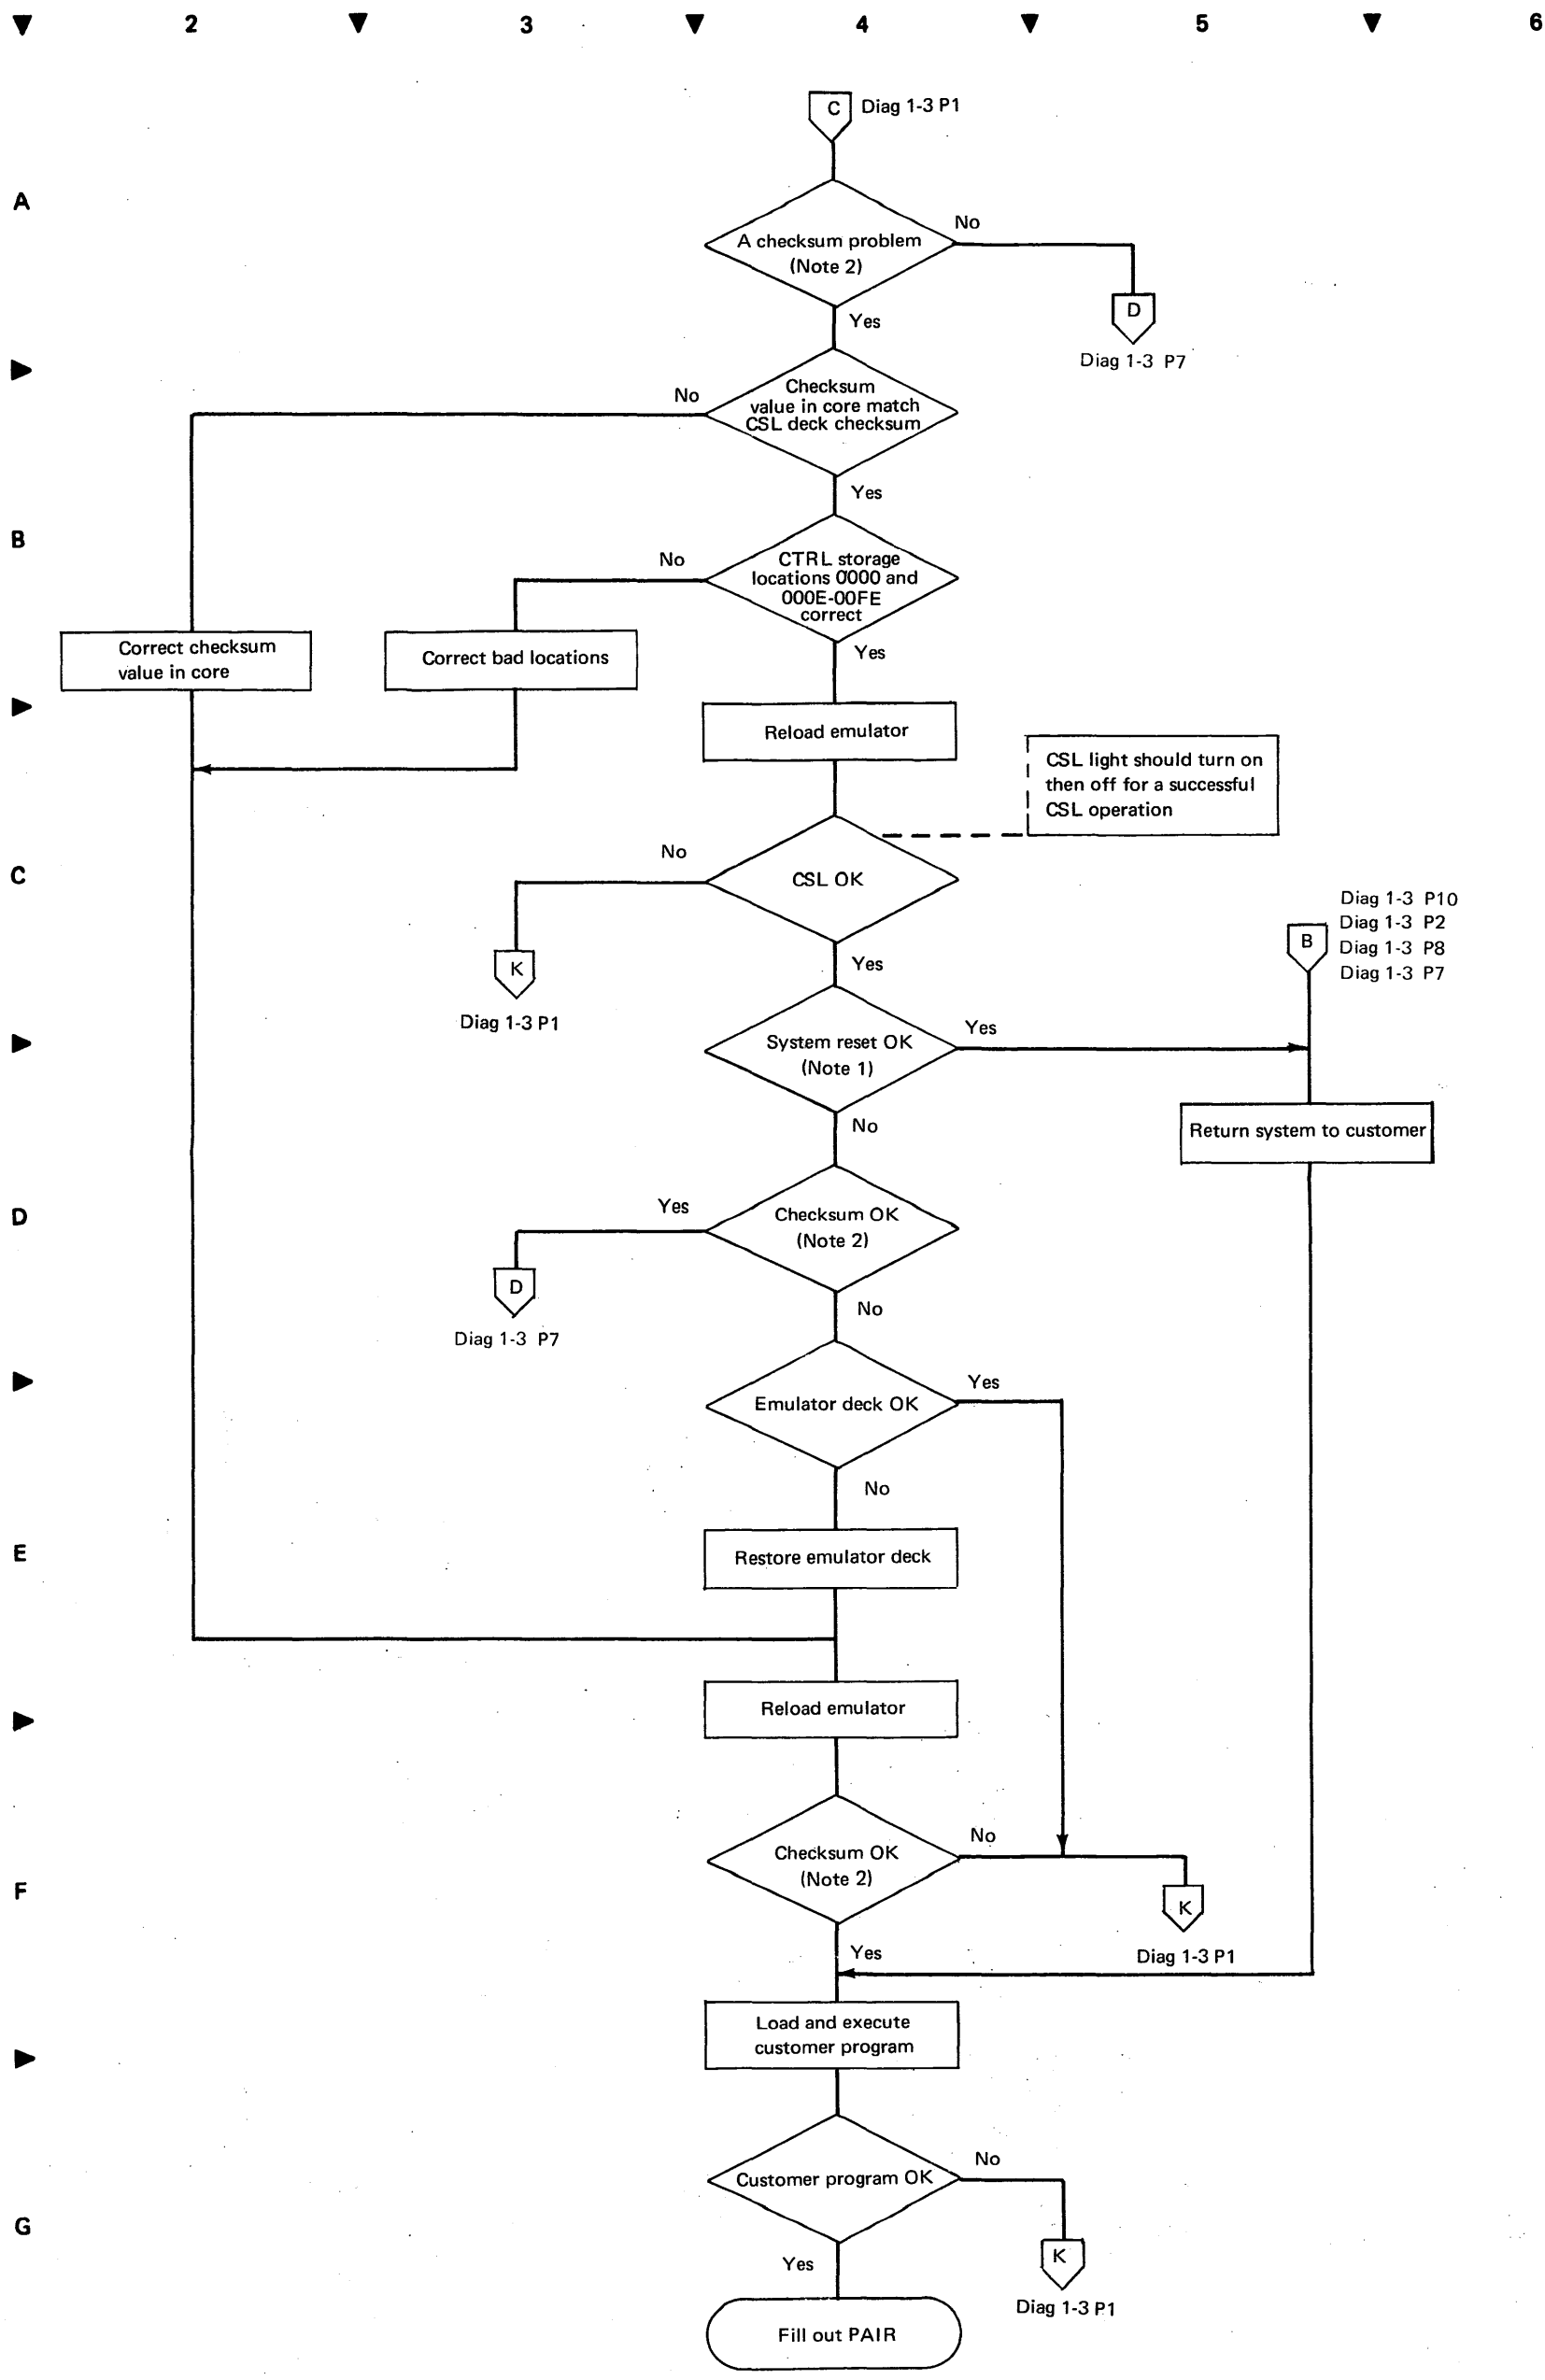 2 3 4 5 6
C Diag 1-3 P1
A
No
A checksum problem
(Note 2)
D
Yes
Diag 1-3 P7
Checksum
value in core match
CSL deck checksum
No
Yes
B
No
CTRL storage
locations 0000 and
000E-00FE
correct
Correct checksum
value in core
Correct bad locations
Yes
Reload emulator
CSL light should turn on
then off for a successful
CSL operation
No
C
CSL OK
Diag 1-3 P10
Diag 1-3 P2
B
Diag 1-3 P8
Diag 1-3 P7
K
Yes
Diag 1-3 P1
Yes
System reset OK
(Note 1)
No
Return system to customer
Yes
D
Checksum OK
(Note 2)
D
No
Diag 1-3 P7
Yes
Emulator deck OK
No
E
Restore emulator deck
Reload emulator
No
Checksum OK
(Note 2)
F
K
Yes
Diag 1-3 P1
Load and execute
customer program
No
Customer program OK
G
K
Yes
Diag 1-3 P1
Fill out PAIR